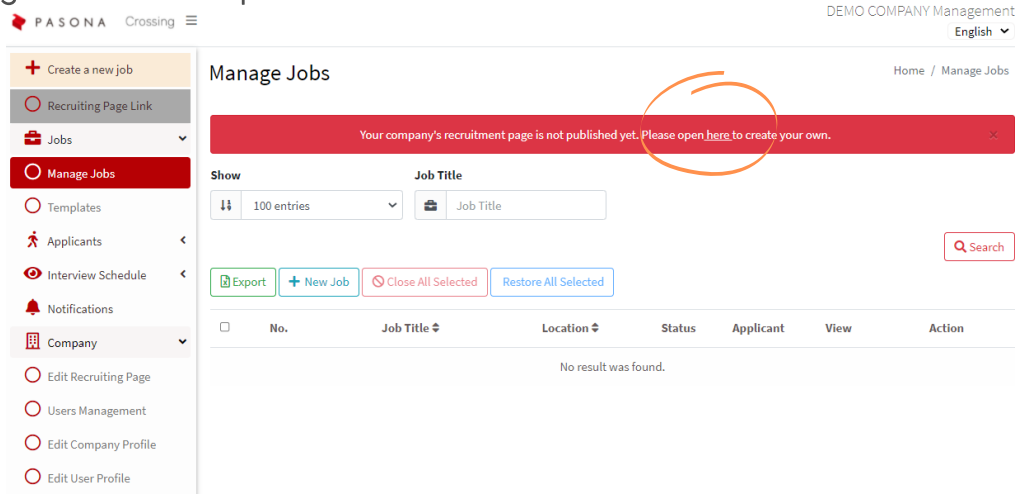 DEMO COMPANY Management
PASONA Crossing
English
Create a new job
Manage Jobs
Home / Manage Jobs
Recruiting Page Link
Your company's recruitment page is not published yet. Please open here to create your own. ×
Jobs
Manage Jobs
Show
Job Title
Templates
100 entries
Job Title
Applicants
Search
Interview Schedule
Export
New Job
Close All Selected
Restore All Selected
Notifications
No. Job Title Location Status Applicant View Action
Company
No result was found.
Edit Recruiting Page
Users Management
Edit Company Profile
Edit User Profile